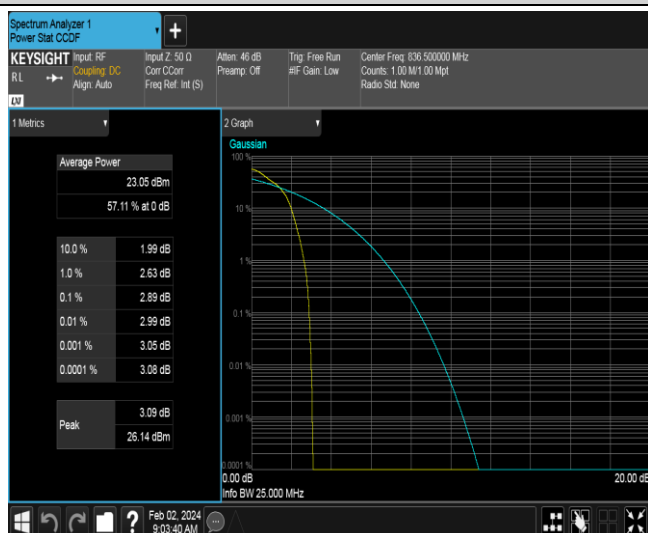 Spectrum Analyzer 1
Power Stat CCDF
+
KEYSIGHT
RL
LXI
Input: RF
Coupling: DC
Align: Auto
Input Z: 50 Ω
Corr CCorr
Freq Ref: Int (S)
Atten: 46 dB
Preamp: Off
Trig: Free Run
#IF Gain: Low
Center Freq: 836.500000 MHz
Counts: 1.00 M/1.00 Mpt
Radio Std: None
1 Metrics
Average Power
23.05 dBm
57.11 % at 0 dB
10.0 % 1.99 dB
1.0 % 2.63 dB
0.1 % 2.89 dB
0.01 % 2.99 dB
0.001 % 3.05 dB
0.0001 % 3.08 dB
Peak
3.09 dB
26.14 dBm
2 Graph
Gaussian
100 %
10 %
1 %
0.1 %
0.01 %
0.001 %
0.0001 %
0.00 dB 20.00 dB
Info BW 25.000 MHz
?
Feb 02, 2024
9:03:40 AM